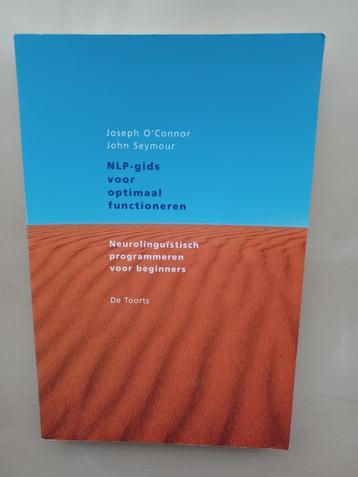 Joseph O'Connor
John Seymour
NLP-gids
voor
optimaal
functioneren
Neurolinguïstisch
programmeren
voor beginners
De Toorts